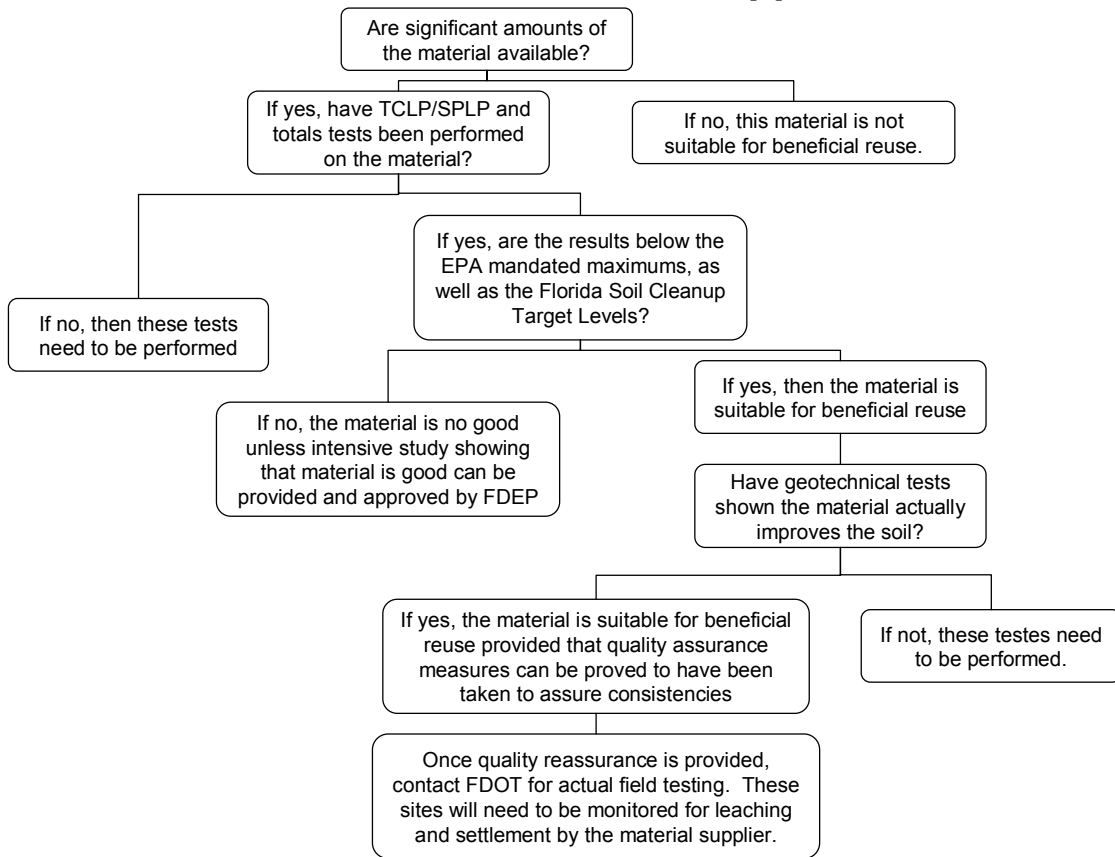 Are significant amounts of
the material available?
If yes, have TCLP/SPLP and
totals tests been performed
on the material?
If no, this material is not
suitable for beneficial reuse.
If yes, are the results below the
EPA mandated maximums, as
well as the Florida Soil Cleanup
Target Levels?
If no, then these tests
need to be performed
If no, the material is no good
unless intensive study showing
that material is good can be
provided and approved by FDEP
If yes, then the material is
suitable for beneficial reuse
Have geotechnical tests
shown the material actually
improves the soil?
If yes, the material is suitable for beneficial
reuse provided that quality assurance
measures can be proved to have been
taken to assure consistencies
If not, these testes need
to be performed.
Once quality reassurance is provided,
contact FDOT for actual field testing.  These
sites will need to be monitored for leaching
and settlement by the material supplier.